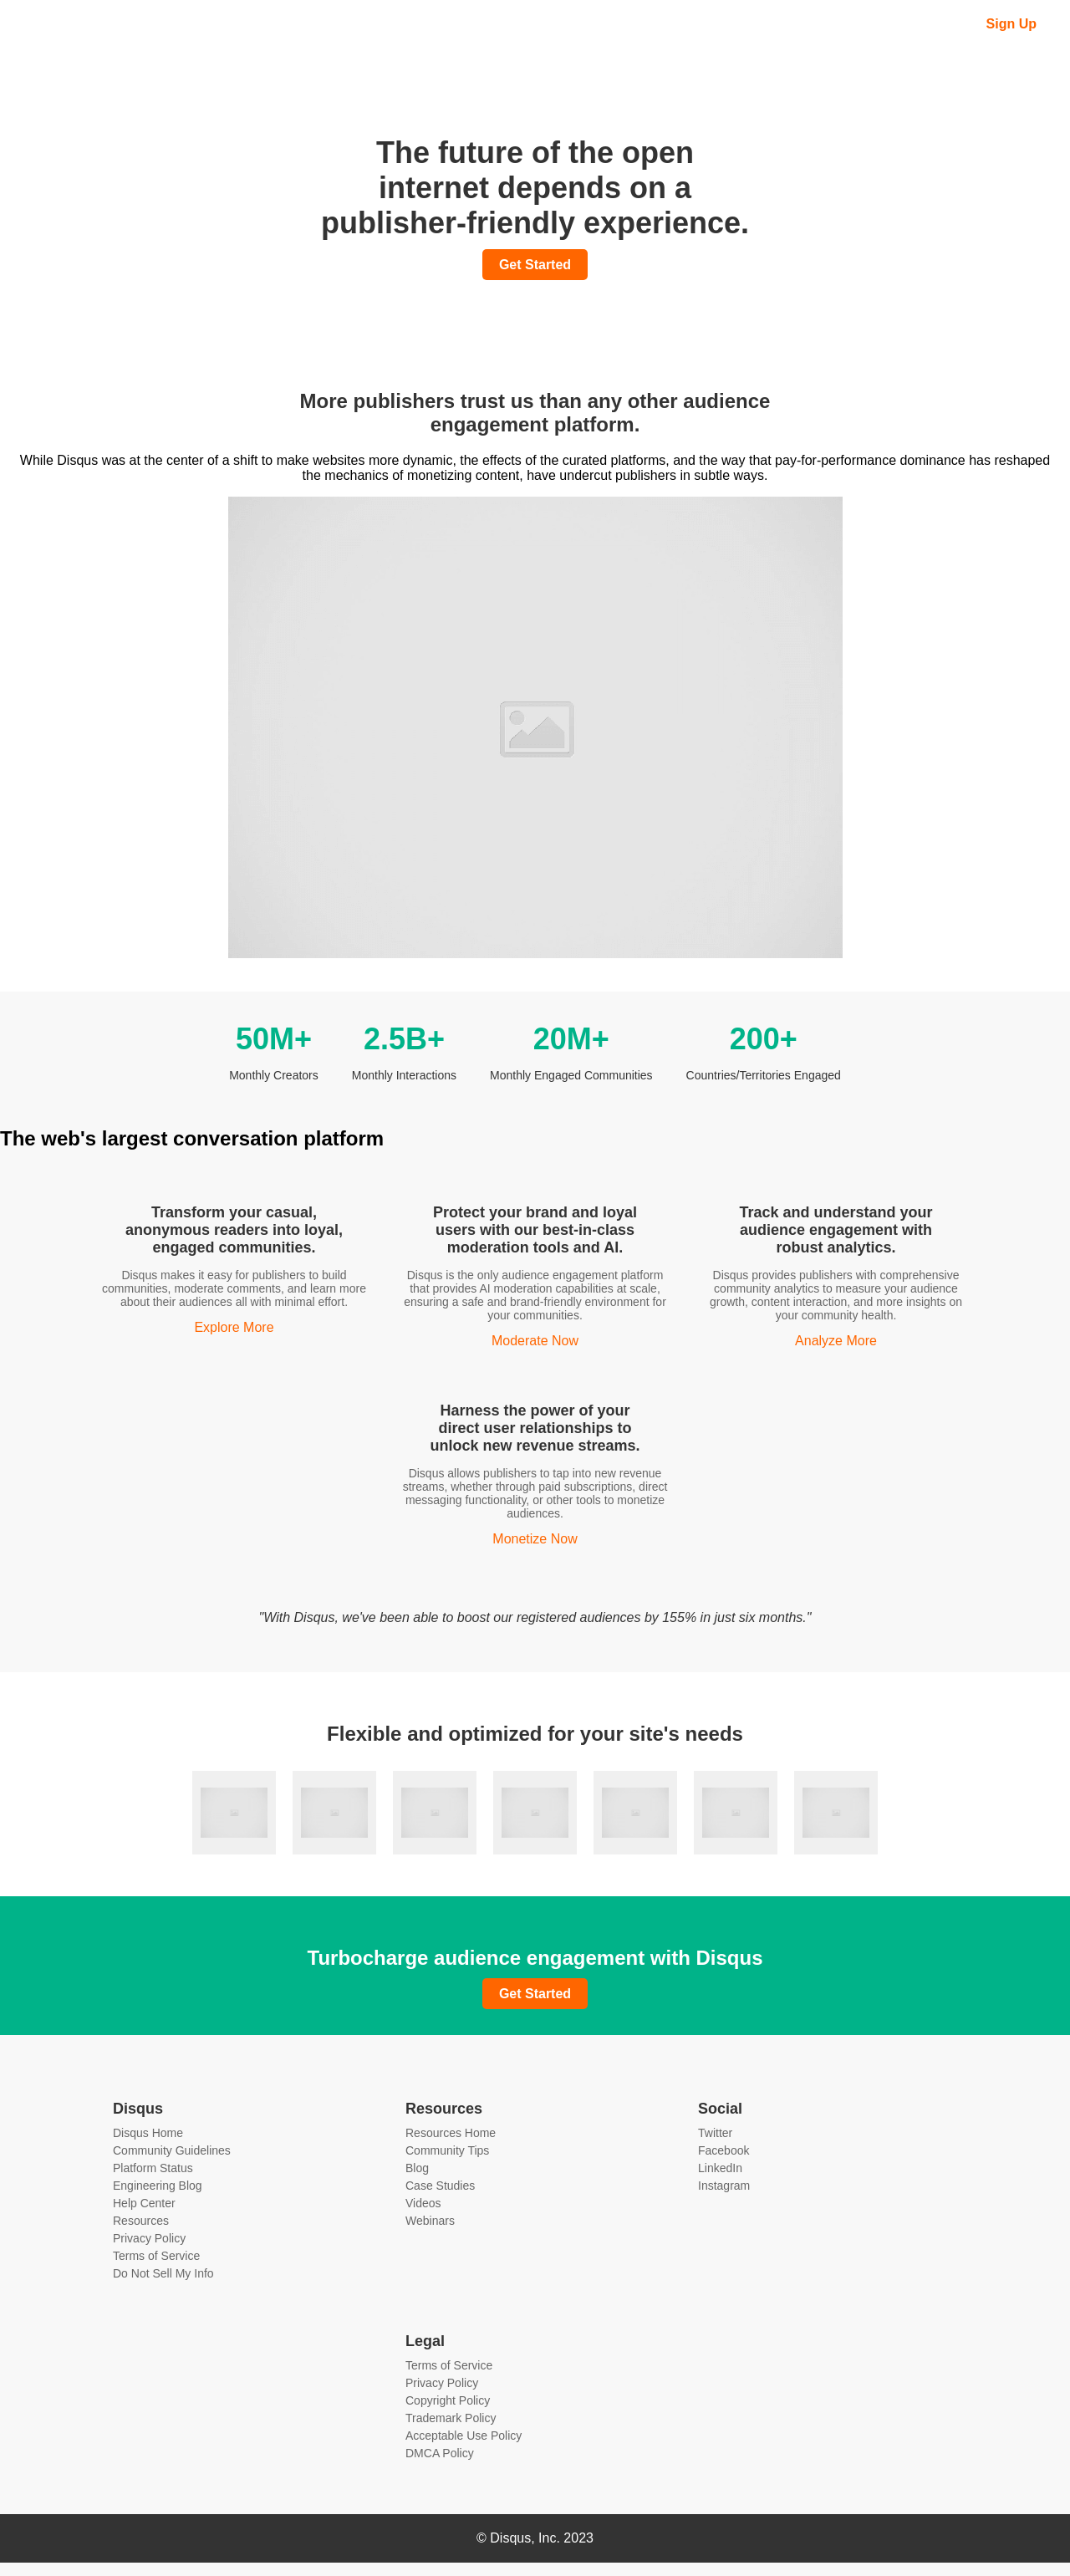 Sign Up
The future of the open
internet depends on a
publisher-friendly experience.
Get Started
More publishers trust us than any other audience
engagement platform.
While Disqus was at the center of a shift to make websites more dynamic, the effects of the curated platforms, and the way that pay-for-performance dominance has reshaped
the mechanics of monetizing content, have undercut publishers in subtle ways.
50M+
Monthly Creators
2.5B+
Monthly Interactions
20M+
Monthly Engaged Communities
200+
Countries/Territories Engaged
The web's largest conversation platform
Transform your casual,
anonymous readers into loyal,
engaged communities.
Disqus makes it easy for publishers to build
communities, moderate comments, and learn more
about their audiences all with minimal effort.
Explore More
Protect your brand and loyal
users with our best-in-class
moderation tools and AI.
Disqus is the only audience engagement platform
that provides AI moderation capabilities at scale,
ensuring a safe and brand-friendly environment for
your communities.
Moderate Now
Track and understand your
audience engagement with
robust analytics.
Disqus provides publishers with comprehensive
community analytics to measure your audience
growth, content interaction, and more insights on
your community health.
Analyze More
Harness the power of your
direct user relationships to
unlock new revenue streams.
Disqus allows publishers to tap into new revenue
streams, whether through paid subscriptions, direct
messaging functionality, or other tools to monetize
audiences.
Monetize Now
"With Disqus, we've been able to boost our registered audiences by 155% in just six months."
Flexible and optimized for your site's needs
Turbocharge audience engagement with Disqus
Get Started
Disqus
Disqus Home
Community Guidelines
Platform Status
Engineering Blog
Help Center
Resources
Privacy Policy
Terms of Service
Do Not Sell My Info
Resources
Resources Home
Community Tips
Blog
Case Studies
Videos
Webinars
Social
Twitter
Facebook
LinkedIn
Instagram
Legal
Terms of Service
Privacy Policy
Copyright Policy
Trademark Policy
Acceptable Use Policy
DMCA Policy
© Disqus, Inc. 2023